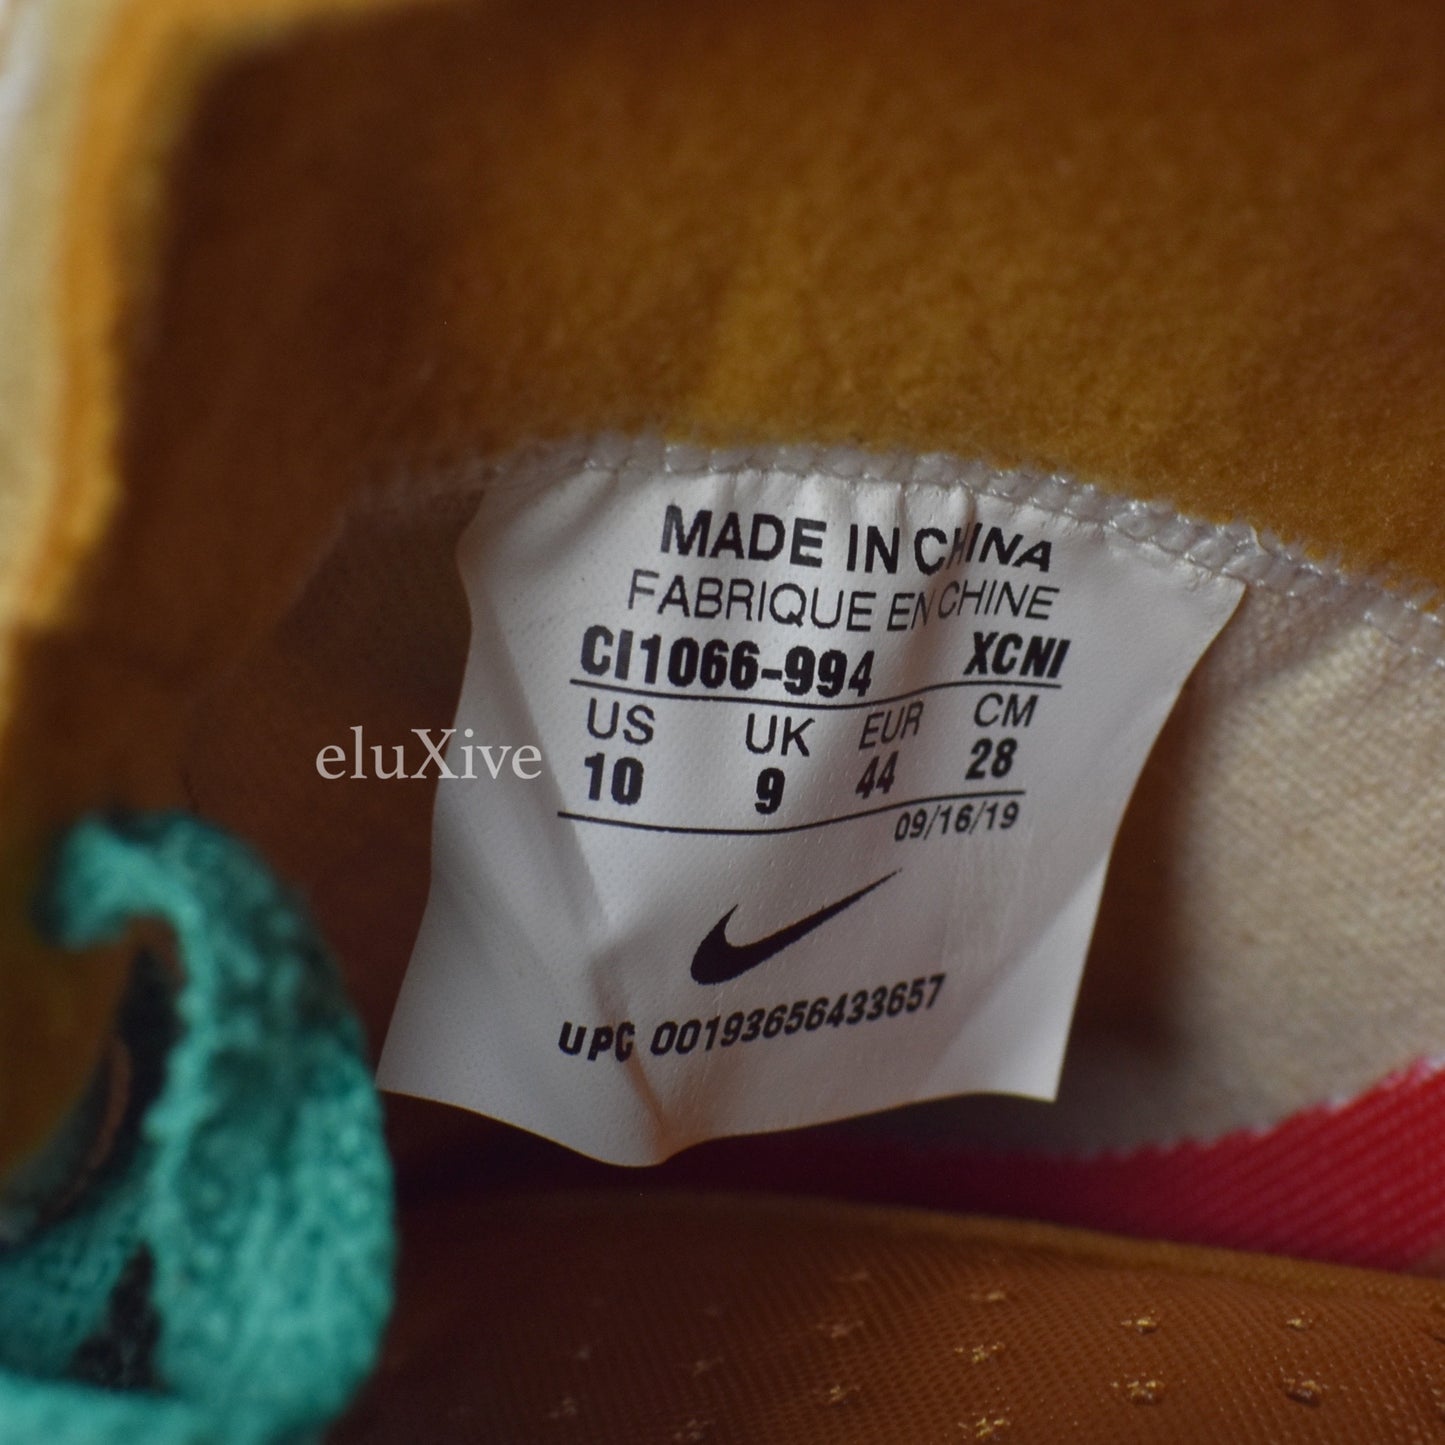 MADE IN CHINA
FABRIQUE EN CHINE
CI1066-994 XCNI
US UK EUR CM
10 9 44 28
09/16/19
eluXive
UPC 00193656433657